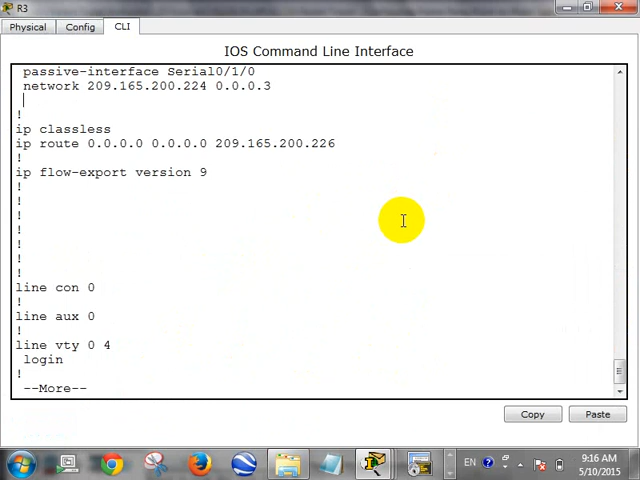 R3
Physical Config CLI
IOS Command Line Interface
passive-interface Serial0/1/0
network 209.165.200.224 0.0.0.3
!
ip classless
ip route 0.0.0.0 0.0.0.0 209.165.200.226
!
ip flow-export version 9
!
!
!
!
!
!
!
line con 0
!
line aux 0
!
line vty 0 4
login
!
--More--
Copy Paste
EN
9:16 AM
5/10/2015